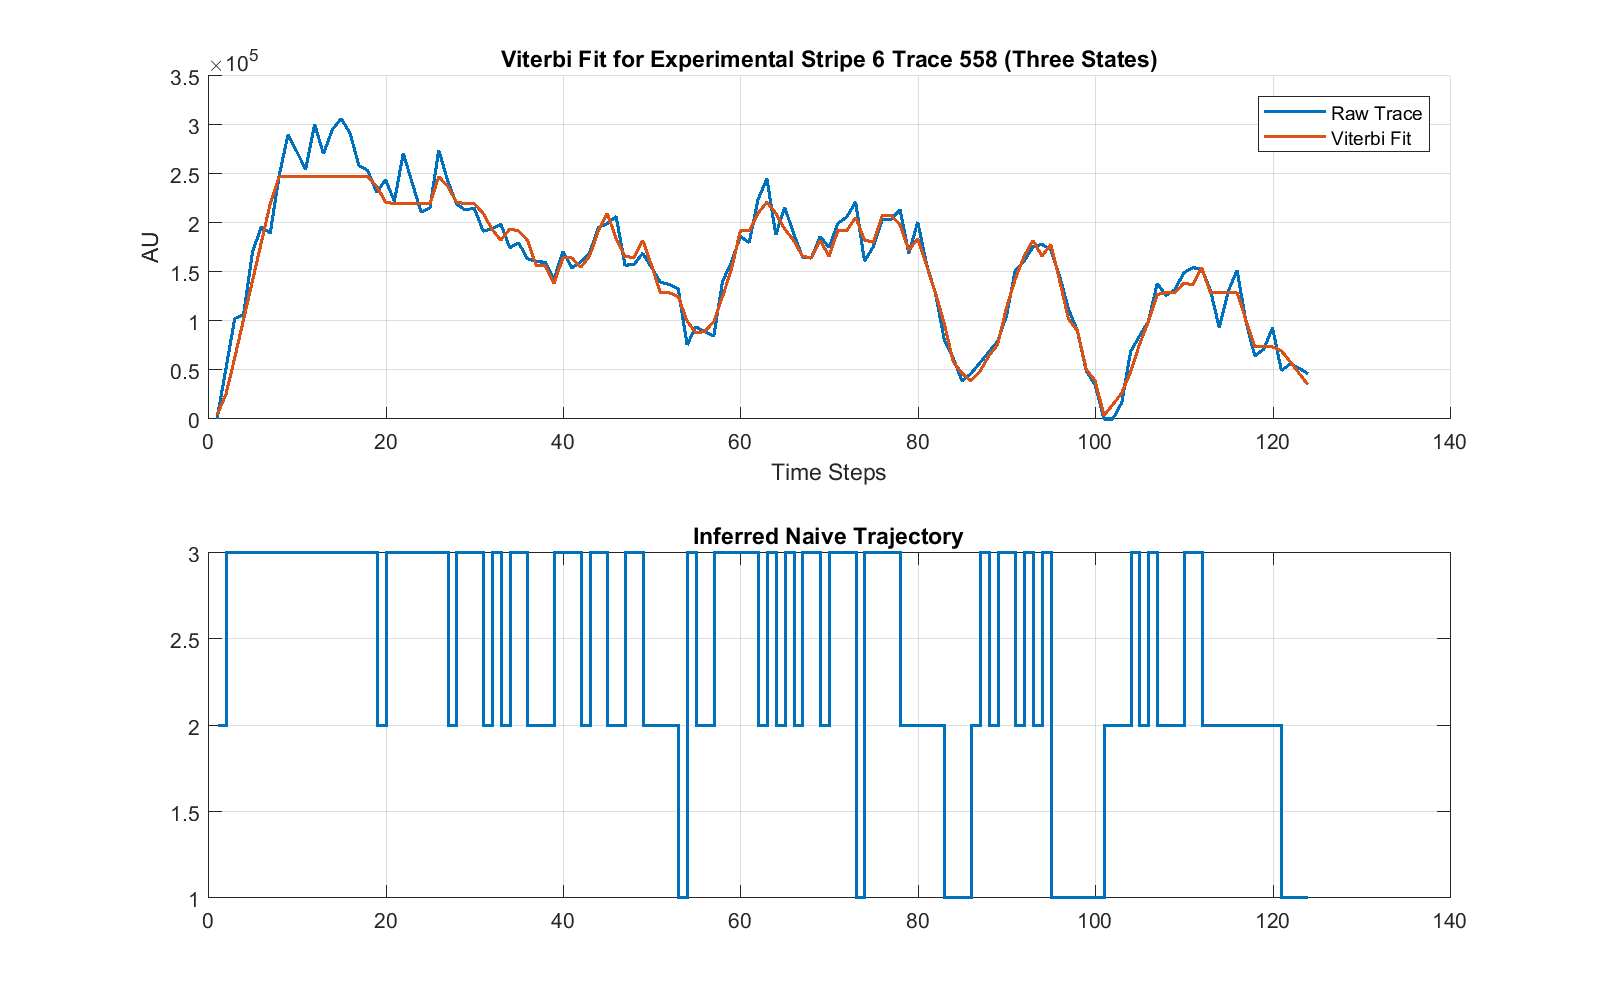 Viterbi Fit for Experimental Stripe 6 Trace 558 (Three States)
×10^5
3.5
3
2.5
2
1.5
1
0.5
0
AU
Raw Trace
Viterbi Fit
0 20 40 60 80 100 120 140
Time Steps
Inferred Naive Trajectory
3
2.5
2
1.5
1
0 20 40 60 80 100 120 140